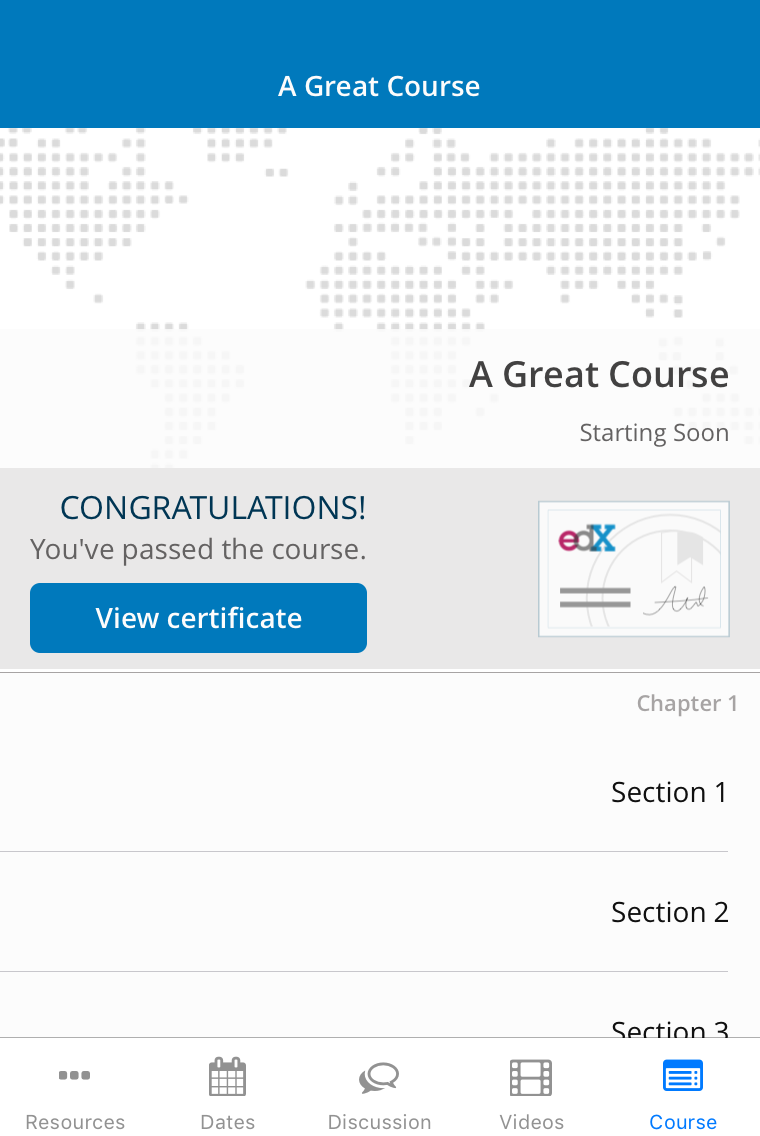 A Great Course
A Great Course
Starting Soon
CONGRATULATIONS!
You've passed the course.
View certificate
edX
Chapter 1
Section 1
Section 2
Section 3
Resources
Dates
Discussion
Videos
Course